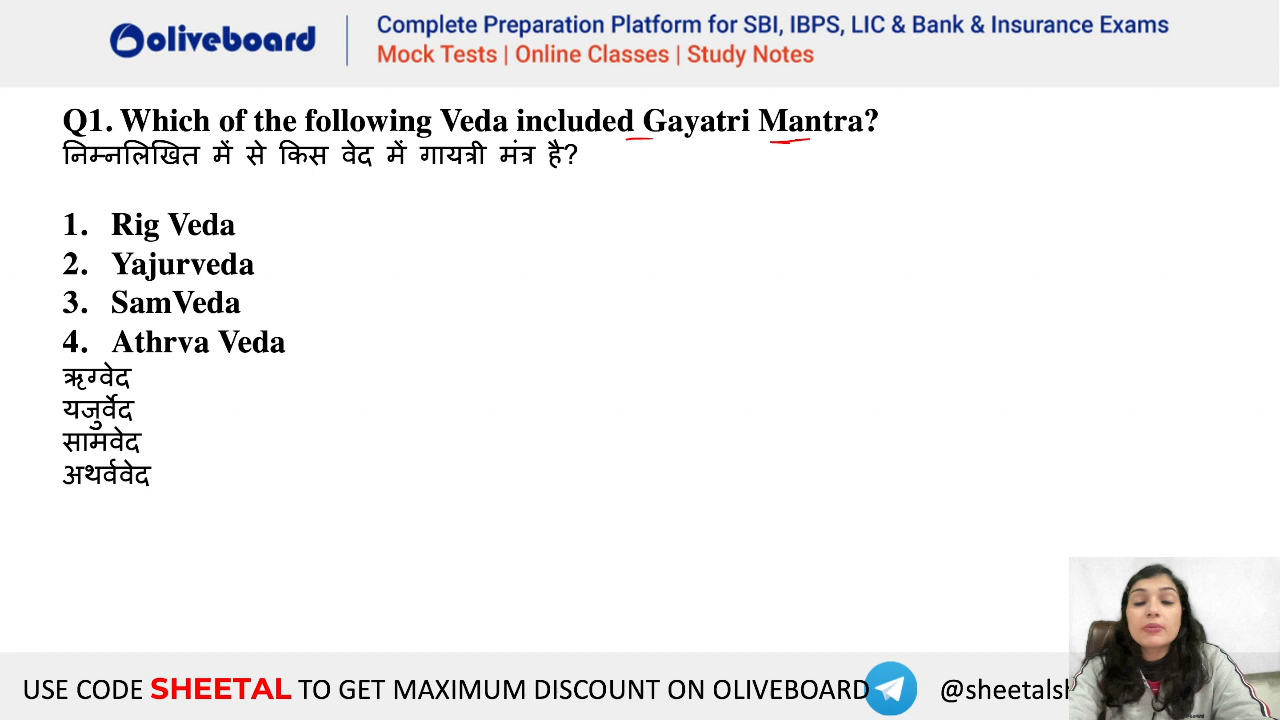 oliveboard
Complete Preparation Platform for SBI, IBPS, LIC & Bank & Insurance Exams
Mock Tests | Online Classes | Study Notes
Q1. Which of the following Veda included Gayatri Mantra?
निम्नलिखित में से किस वेद में गायत्री मंत्र है?
1. Rig Veda
2. Yajurveda
3. SamVeda
4. Athrva Veda
ऋग्वेद
यजुर्वेद
सामवेद
अथर्ववेद
USE CODE SHEETAL TO GET MAXIMUM DISCOUNT ON OLIVEBOARD